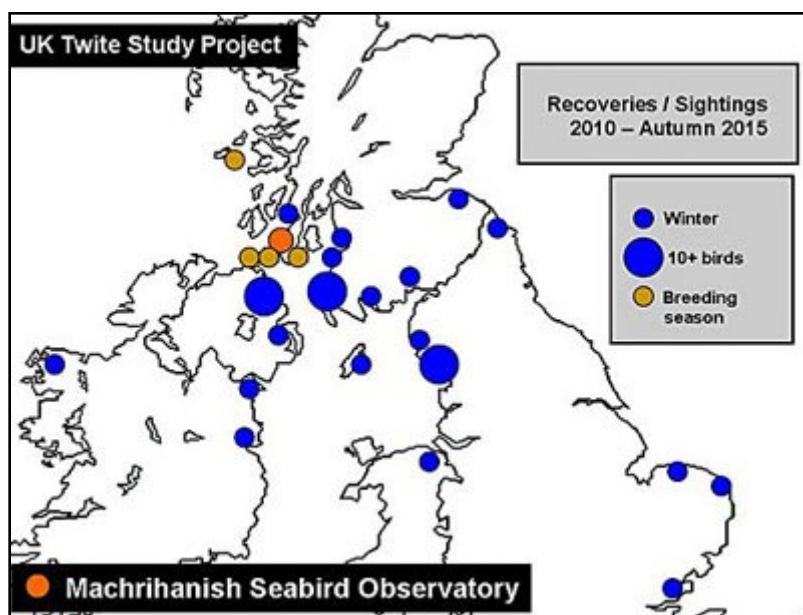 UK Twite Study Project
Recoveries / Sightings
2010 – Autumn 2015
Winter
10+ birds
Breeding
season
Machrihanish Seabird Observatory